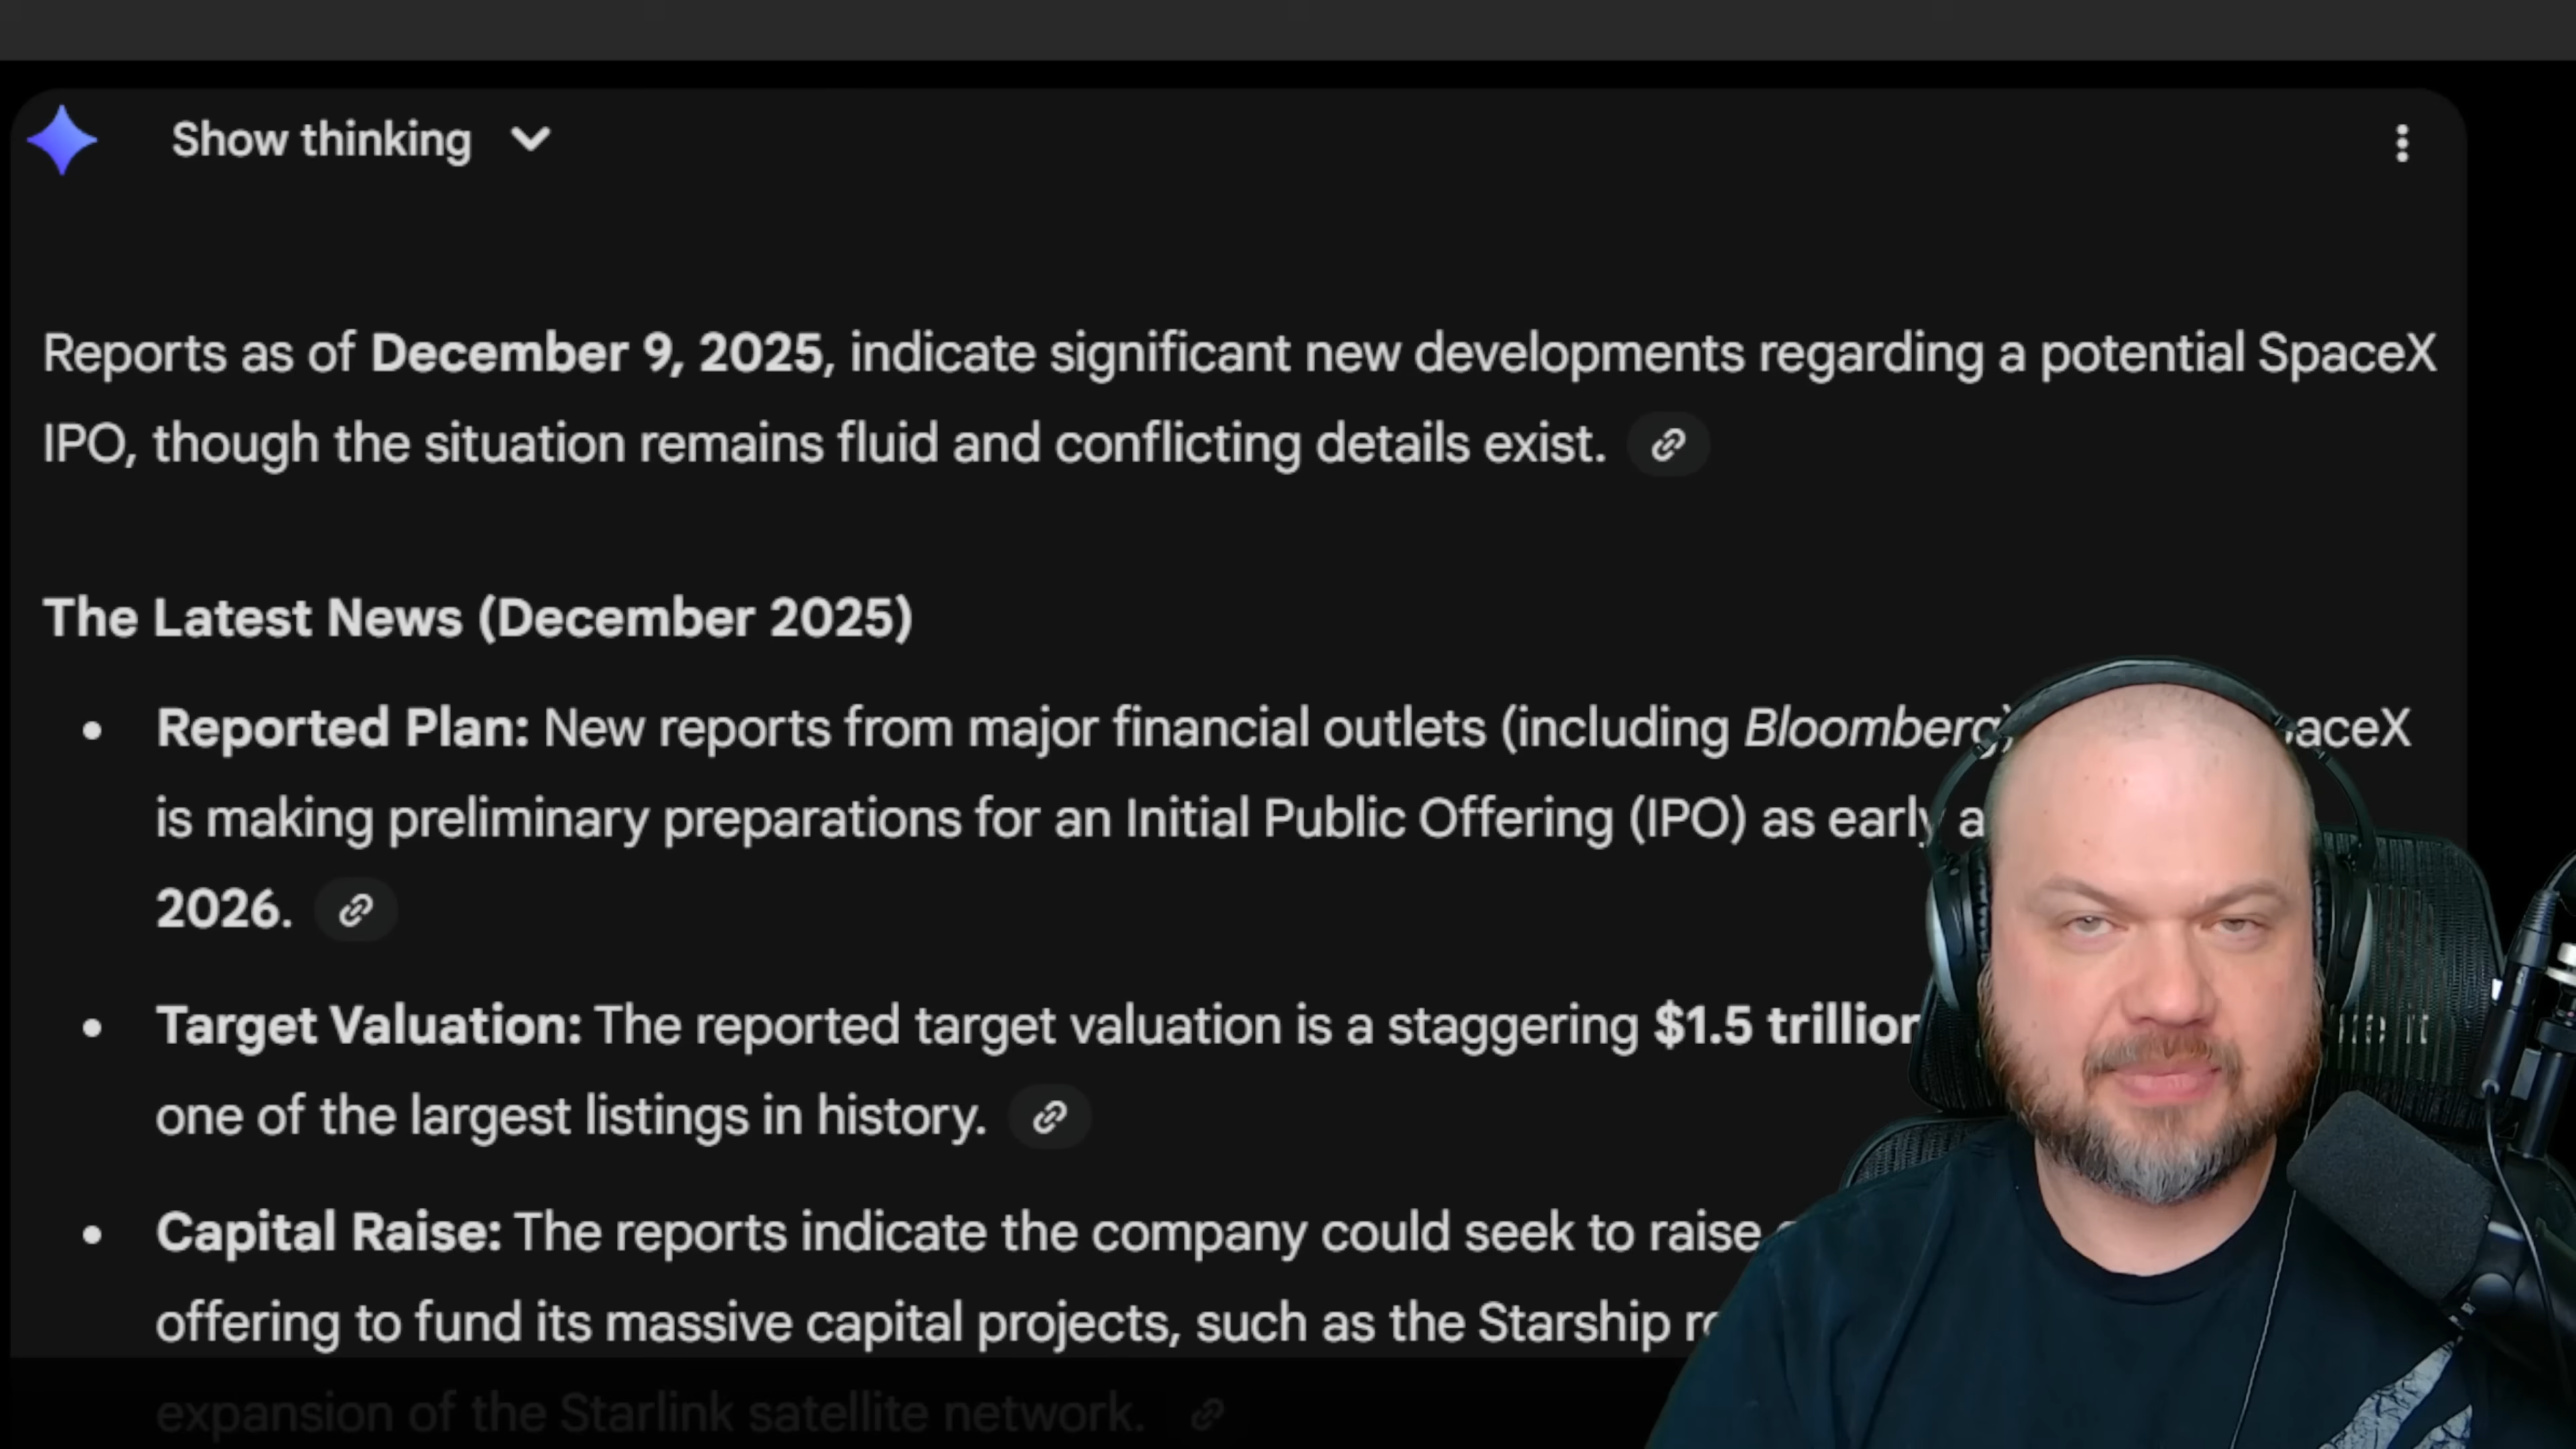 Show thinking
Reports as of December 9, 2025, indicate significant new developments regarding a potential SpaceX
IPO, though the situation remains fluid and conflicting details exist.
The Latest News (December 2025)
Reported Plan: New reports from major financial outlets (including Bloomberg) SpaceX
is making preliminary preparations for an Initial Public Offering (IPO) as early
2026.
Target Valuation: The reported target valuation is a staggering $1.5 trillion it
one of the largest listings in history.
Capital Raise: The reports indicate the company could seek to raise
offering to fund its massive capital projects, such as the Starship
expansion of the Starlink satellite network.